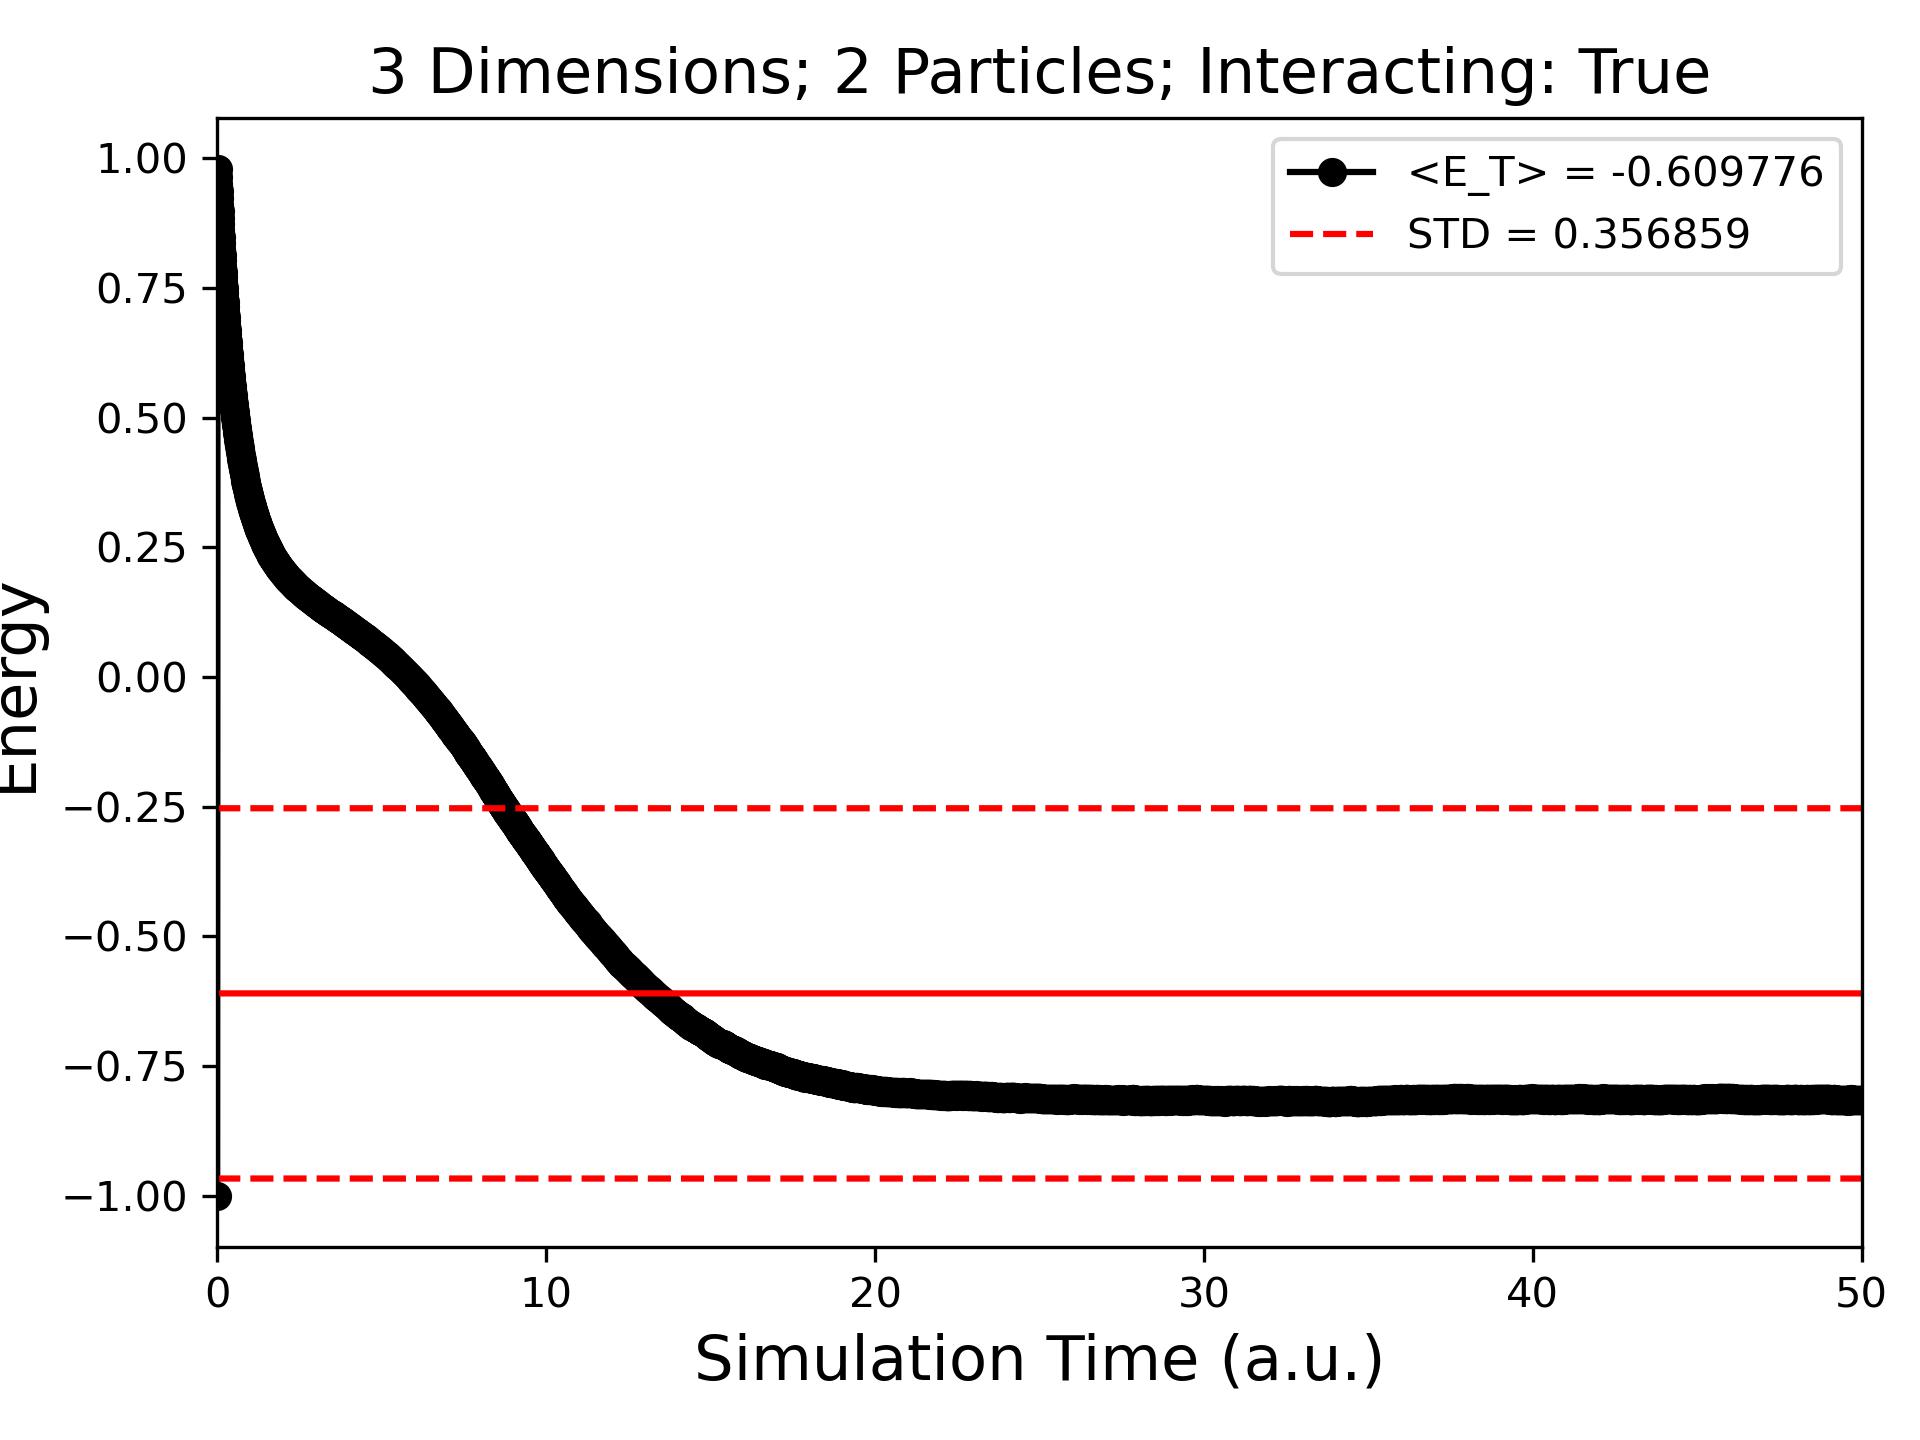 3 Dimensions; 2 Particles; Interacting: True
<E_T> = -0.609776
STD = 0.356859
Energy
1.00
0.75
0.50
0.25
0.00
−0.25
−0.50
−0.75
−1.00
0 10 20 30 40 50
Simulation Time (a.u.)